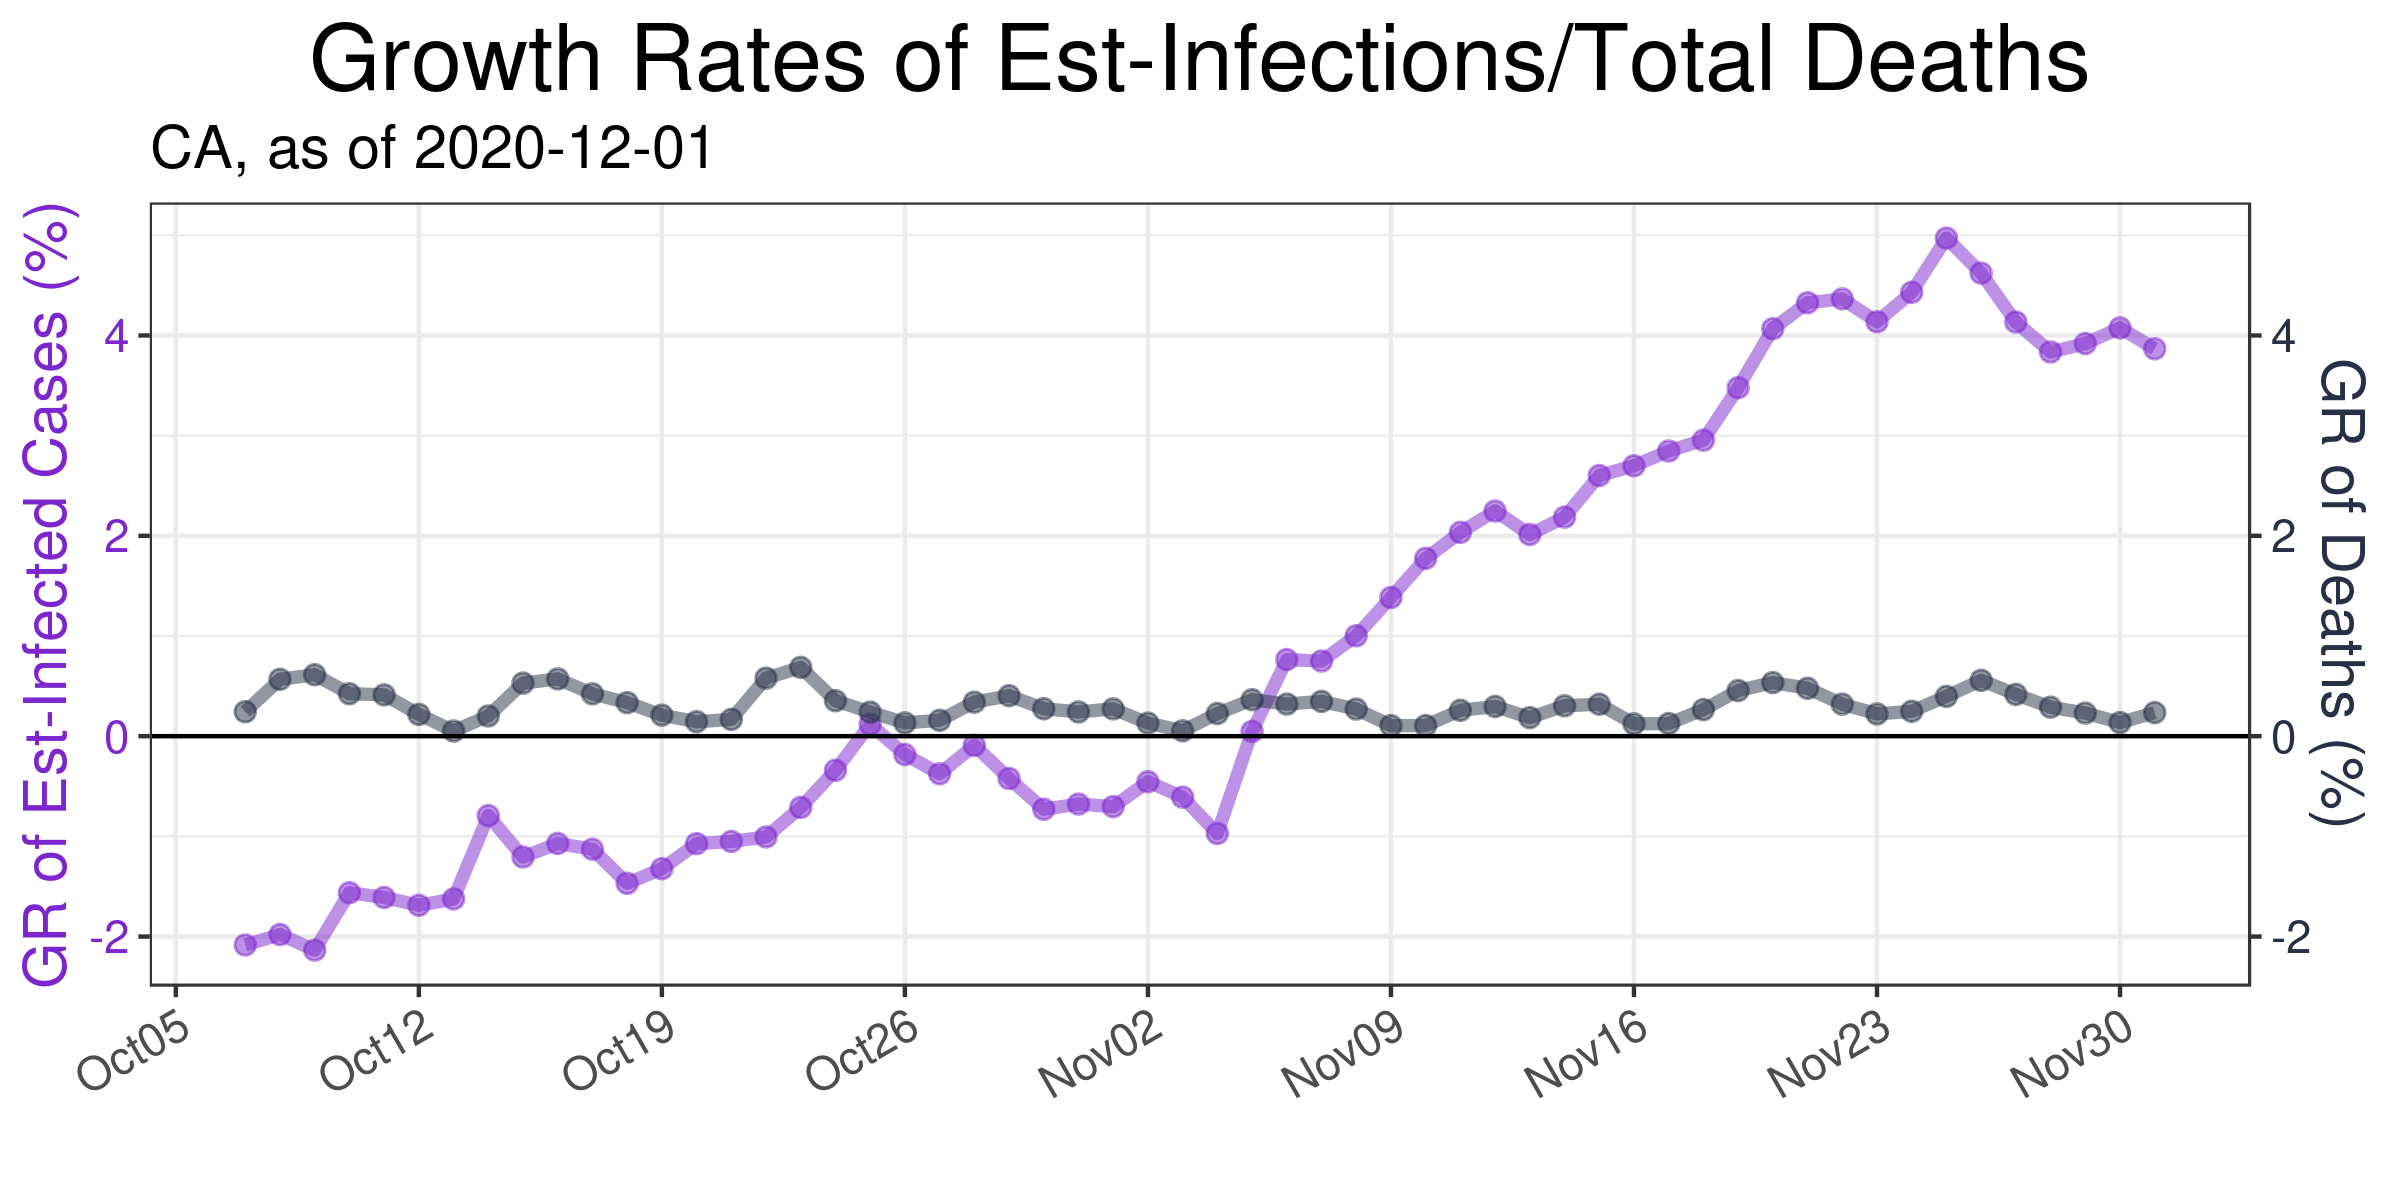 Growth Rates of Est-Infections/Total Deaths
CA, as of 2020-12-01
GR of Est-Infected Cases (%)
4
2
0
-2
4
2
0
-2
GR of Deaths (%)
Oct05
Oct12
Oct19
Oct26
Nov02
Nov09
Nov16
Nov23
Nov30